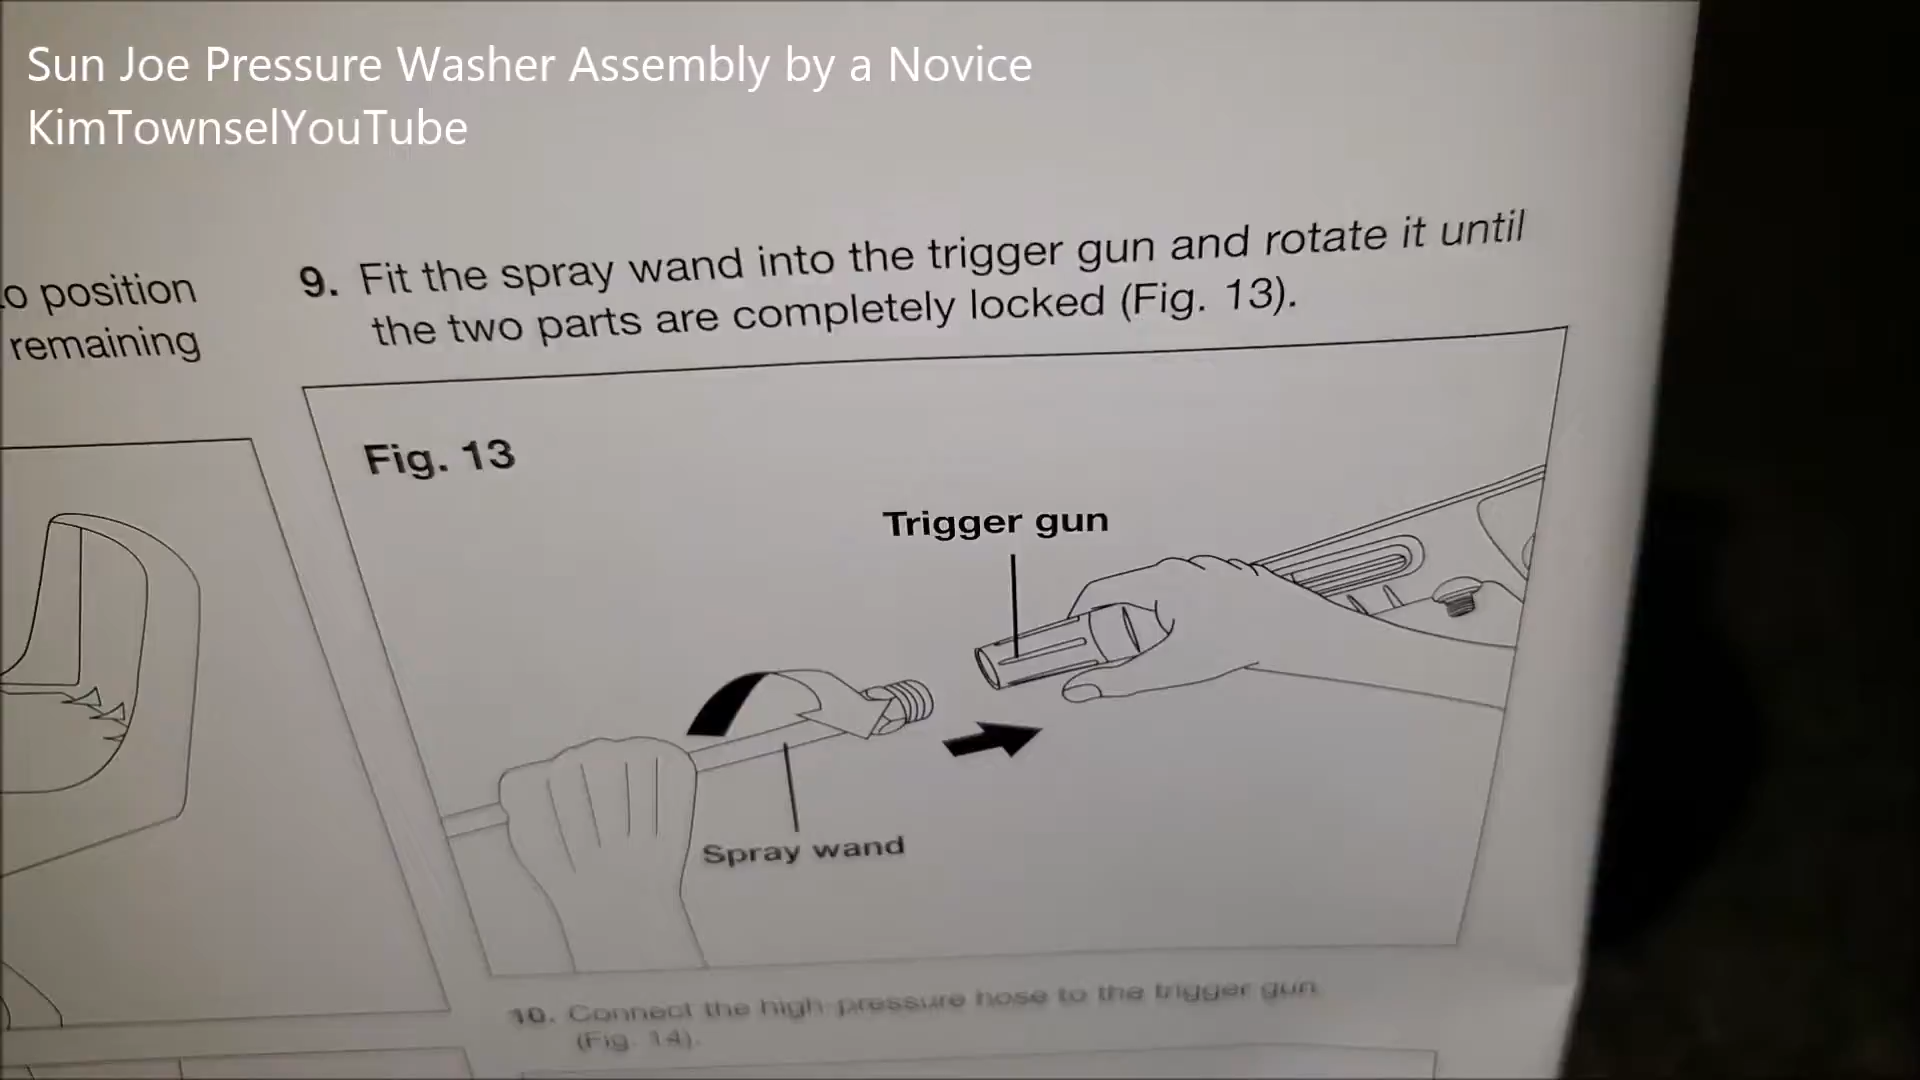 Sun Joe Pressure Washer Assembly by a Novice
KimTownselYouTube
o position
remaining
9. Fit the spray wand into the trigger gun and rotate it until
the two parts are completely locked (Fig. 13).
Fig. 13
Trigger gun
Spray wand
10. Connect the high pressure hose to the trigger gun
(Fig. 14).